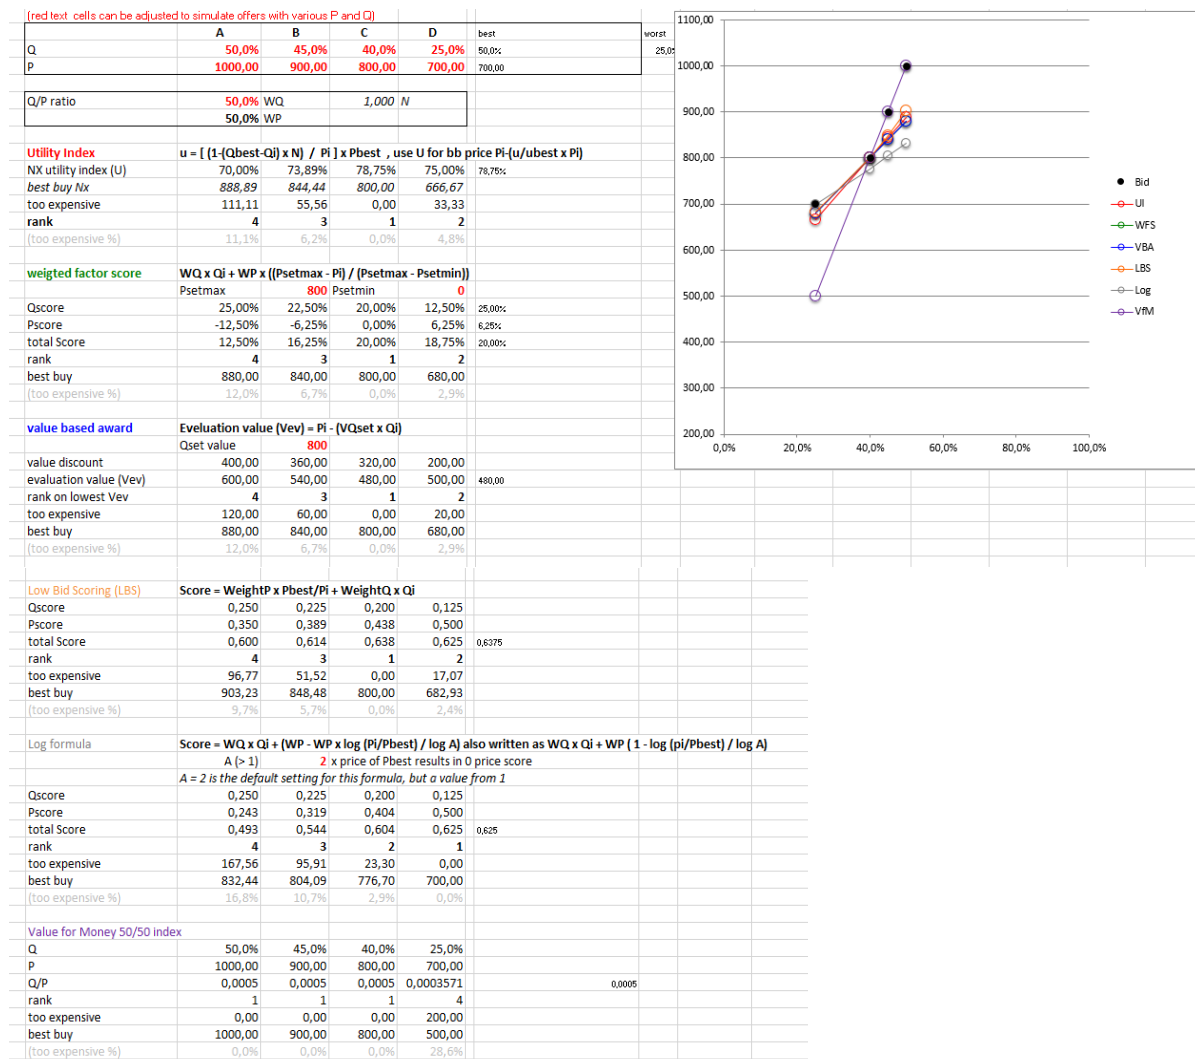 (red text cells can be adjusted to simulate offers with various P and Q)
A B C D best worst
Q 50,0% 45,0% 40,0% 25,0% 50,0% 25,0%
P 1000,00 900,00 800,00 700,00 700,00
Q/P ratio 50,0% WQ 1,000 N
50,0% WP
Utility Index u = [ (1-(Qbest-Qi) x N) / Pi ] x Pbest , use U for bb price Pi-(u/ubest x Pi)
NX utility index (U) 70,00% 73,89% 78,75% 75,00% 78,75%
best buy Nx 888,89 844,44 800,00 666,67
too expensive 111,11 55,56 0,00 33,33
rank 4 3 1 2
(too expensive %) 11,1% 6,2% 0,0% 4,8%
weigted factor score WQ x Qi + WP x ((Psetmax - Pi) / (Psetmax - Psetmin))
Psetmax 800 Psetmin 0
Qscore 25,00% 22,50% 20,00% 12,50% 25,00%
Pscore -12,50% -6,25% 0,00% 6,25% 6,25%
total Score 12,50% 16,25% 20,00% 18,75% 20,00%
rank 4 3 1 2
best buy 880,00 840,00 800,00 680,00
(too expensive %) 12,0% 6,7% 0,0% 2,9%
value based award Eveluation value (Vev) = Pi - (VQset x Qi)
Qset value 800
value discount 400,00 360,00 320,00 200,00
evaluation value (Vev) 600,00 540,00 480,00 500,00 480,00
rank on lowest Vev 4 3 1 2
too expensive 120,00 60,00 0,00 20,00
best buy 880,00 840,00 800,00 680,00
(too expensive %) 12,0% 6,7% 0,0% 2,9%
Low Bid Scoring (LBS) Score = WeightP x Pbest/Pi + WeightQ x Qi
Qscore 0,250 0,225 0,200 0,125
Pscore 0,350 0,389 0,438 0,500
total Score 0,600 0,614 0,638 0,625 0,6375
rank 4 3 1 2
too expensive 96,77 51,52 0,00 17,07
best buy 903,23 848,48 800,00 682,93
(too expensive %) 9,7% 5,7% 0,0% 2,4%
Log formula Score = WQ x Qi + (WP - WP x log (Pi/Pbest) / log A) also written as WQ x Qi + WP ( 1 - log (pi/Pbest) / log A)
A (> 1) 2 x price of Pbest results in 0 price score
A = 2 is the default setting for this formula, but a value from 1
Qscore 0,250 0,225 0,200 0,125
Pscore 0,243 0,319 0,404 0,500
total Score 0,493 0,544 0,604 0,625 0,625
rank 4 3 2 1
too expensive 167,56 95,91 23,30 0,00
best buy 832,44 804,09 776,70 700,00
(too expensive %) 16,8% 10,7% 2,9% 0,0%
Value for Money 50/50 index
Q 50,0% 45,0% 40,0% 25,0%
P 1000,00 900,00 800,00 700,00
Q/P 0,0005 0,0005 0,0005 0,0003571 0,0005
rank 1 1 1 4
too expensive 0,00 0,00 0,00 200,00
best buy 1000,00 900,00 800,00 500,00
(too expensive %) 0,0% 0,0% 0,0% 28,6%
1100,00
1000,00
900,00
800,00
700,00
600,00
500,00
400,00
300,00
200,00
0,0% 20,0% 40,0% 60,0% 80,0% 100,0%
Bid
UI
WFS
VBA
LBS
Log
VfM